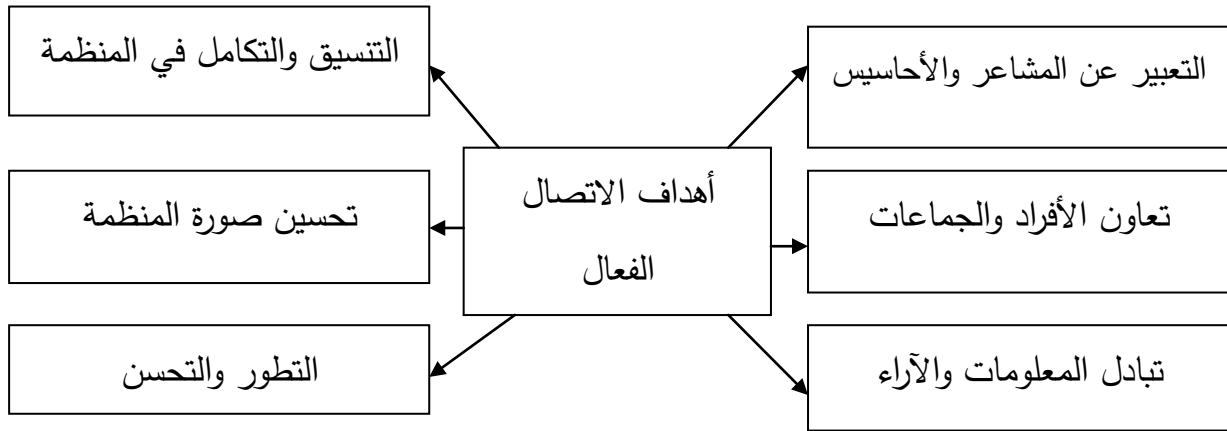 التعبير عن المشاعر والأحاسيس
التنسيق والتكامل في المنظمة
أهداف الاتصال
الفعال
تعاون الأفراد والجماعات
تحسين صورة المنظمة
تبادل المعلومات والآراء
التطور والتحسن